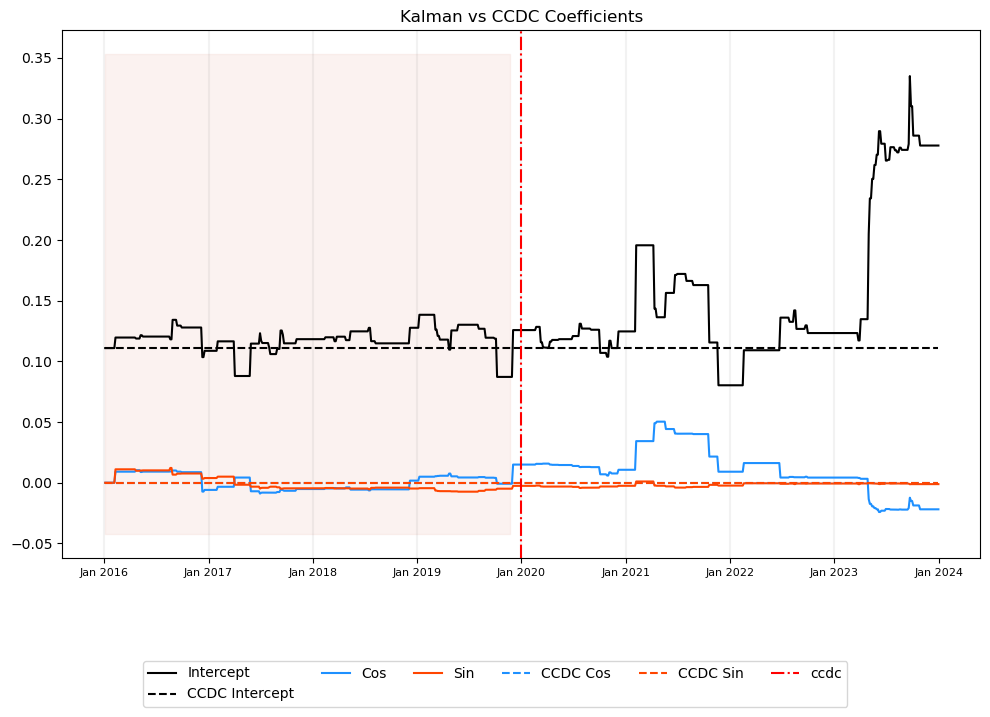 Kalman vs CCDC Coefficients
0.35
0.30
0.25
0.20
0.15
0.10
0.05
0.00
−0.05
Jan 2016 Jan 2017 Jan 2018 Jan 2019 Jan 2020 Jan 2021 Jan 2022 Jan 2023 Jan 2024
Intercept Cos Sin CCDC Cos CCDC Sin ccdc
CCDC Intercept